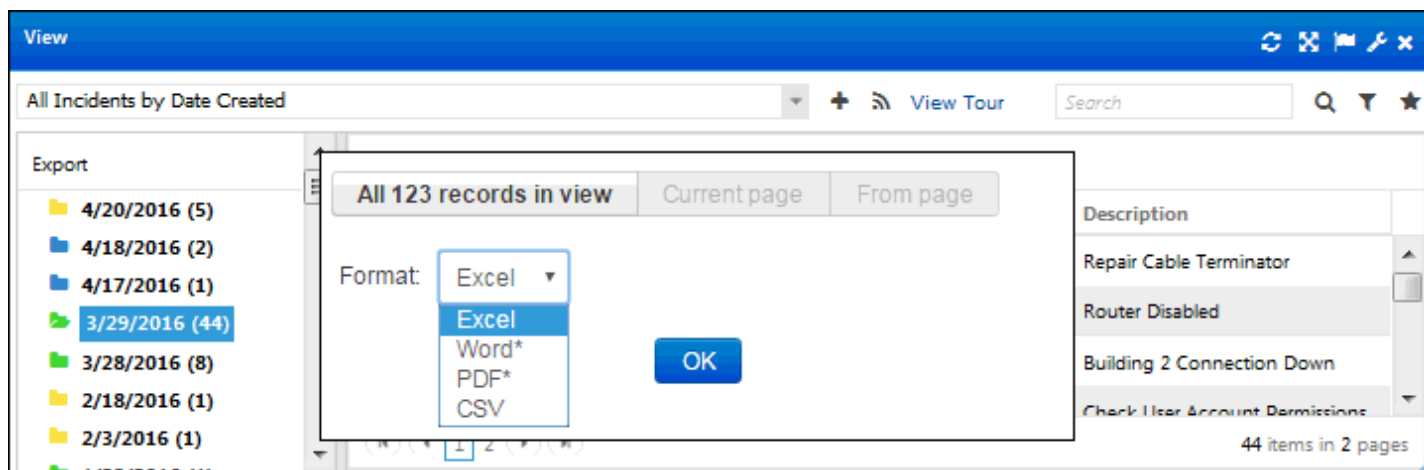 View
All Incidents by Date Created
View Tour
Search
Export
4/20/2016 (5)
4/18/2016 (2)
4/17/2016 (1)
3/29/2016 (44)
3/28/2016 (8)
2/18/2016 (1)
2/3/2016 (1)
All 123 records in view
Current page
From page
Format:
Excel
Excel
Word*
PDF*
CSV
OK
Description
Repair Cable Terminator
Router Disabled
Building 2 Connection Down
Check User Account Permissions
1 2
44 items in 2 pages